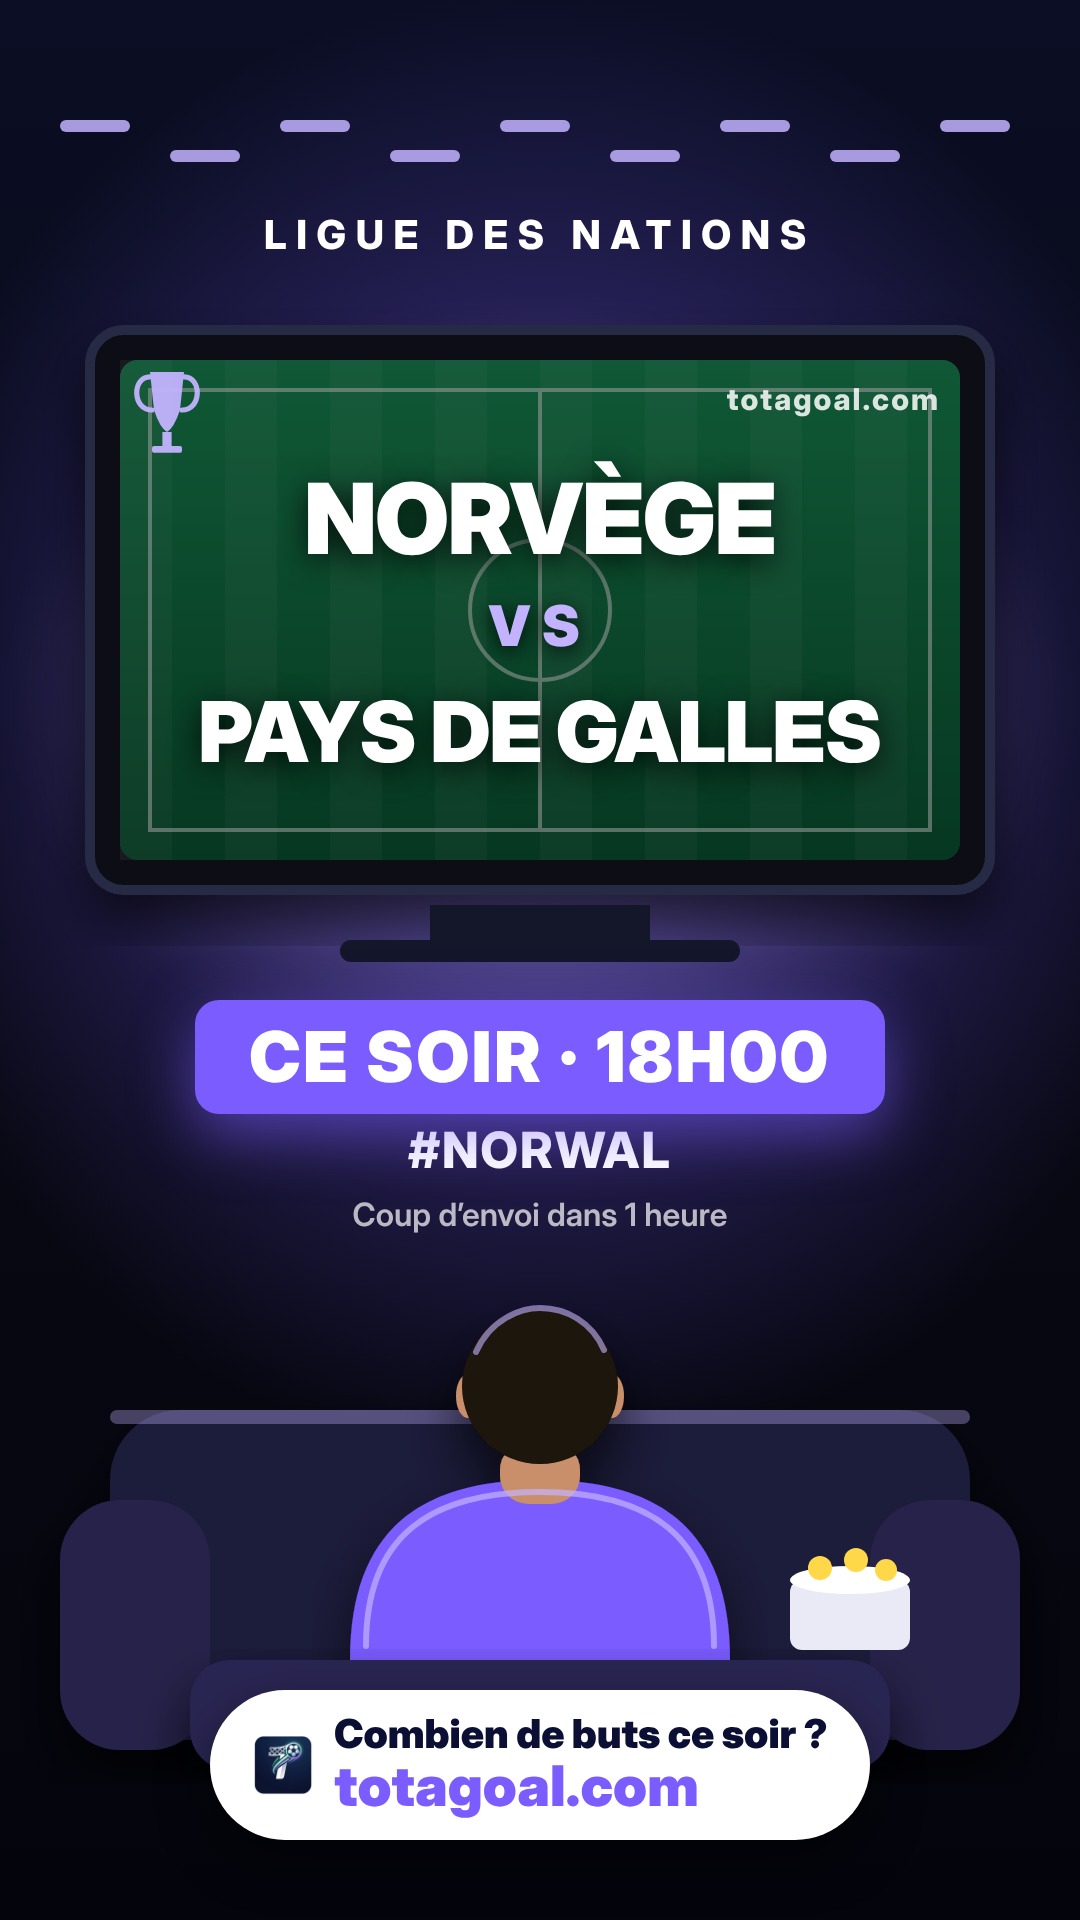 LIGUE DES NATIONS
totagoal.com
NORVÈGE
VS
PAYS DE GALLES
CE SOIR · 18H00
#NORWAL
Coup d’envoi dans 1 heure
Combien de buts ce soir ?
totagoal.com